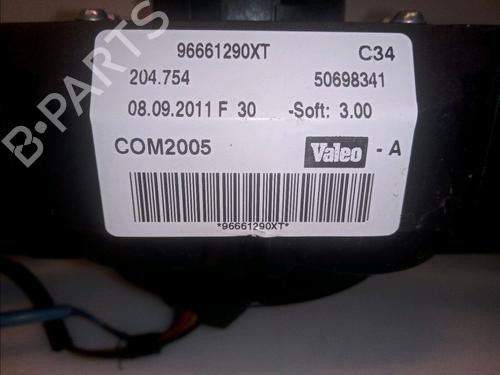 B-PARTS
96661290XT C34
204.754 50698341
08.09.2011 F 30 -Soft: 3.00
COM2005 Valeo - A
*96661290XT*